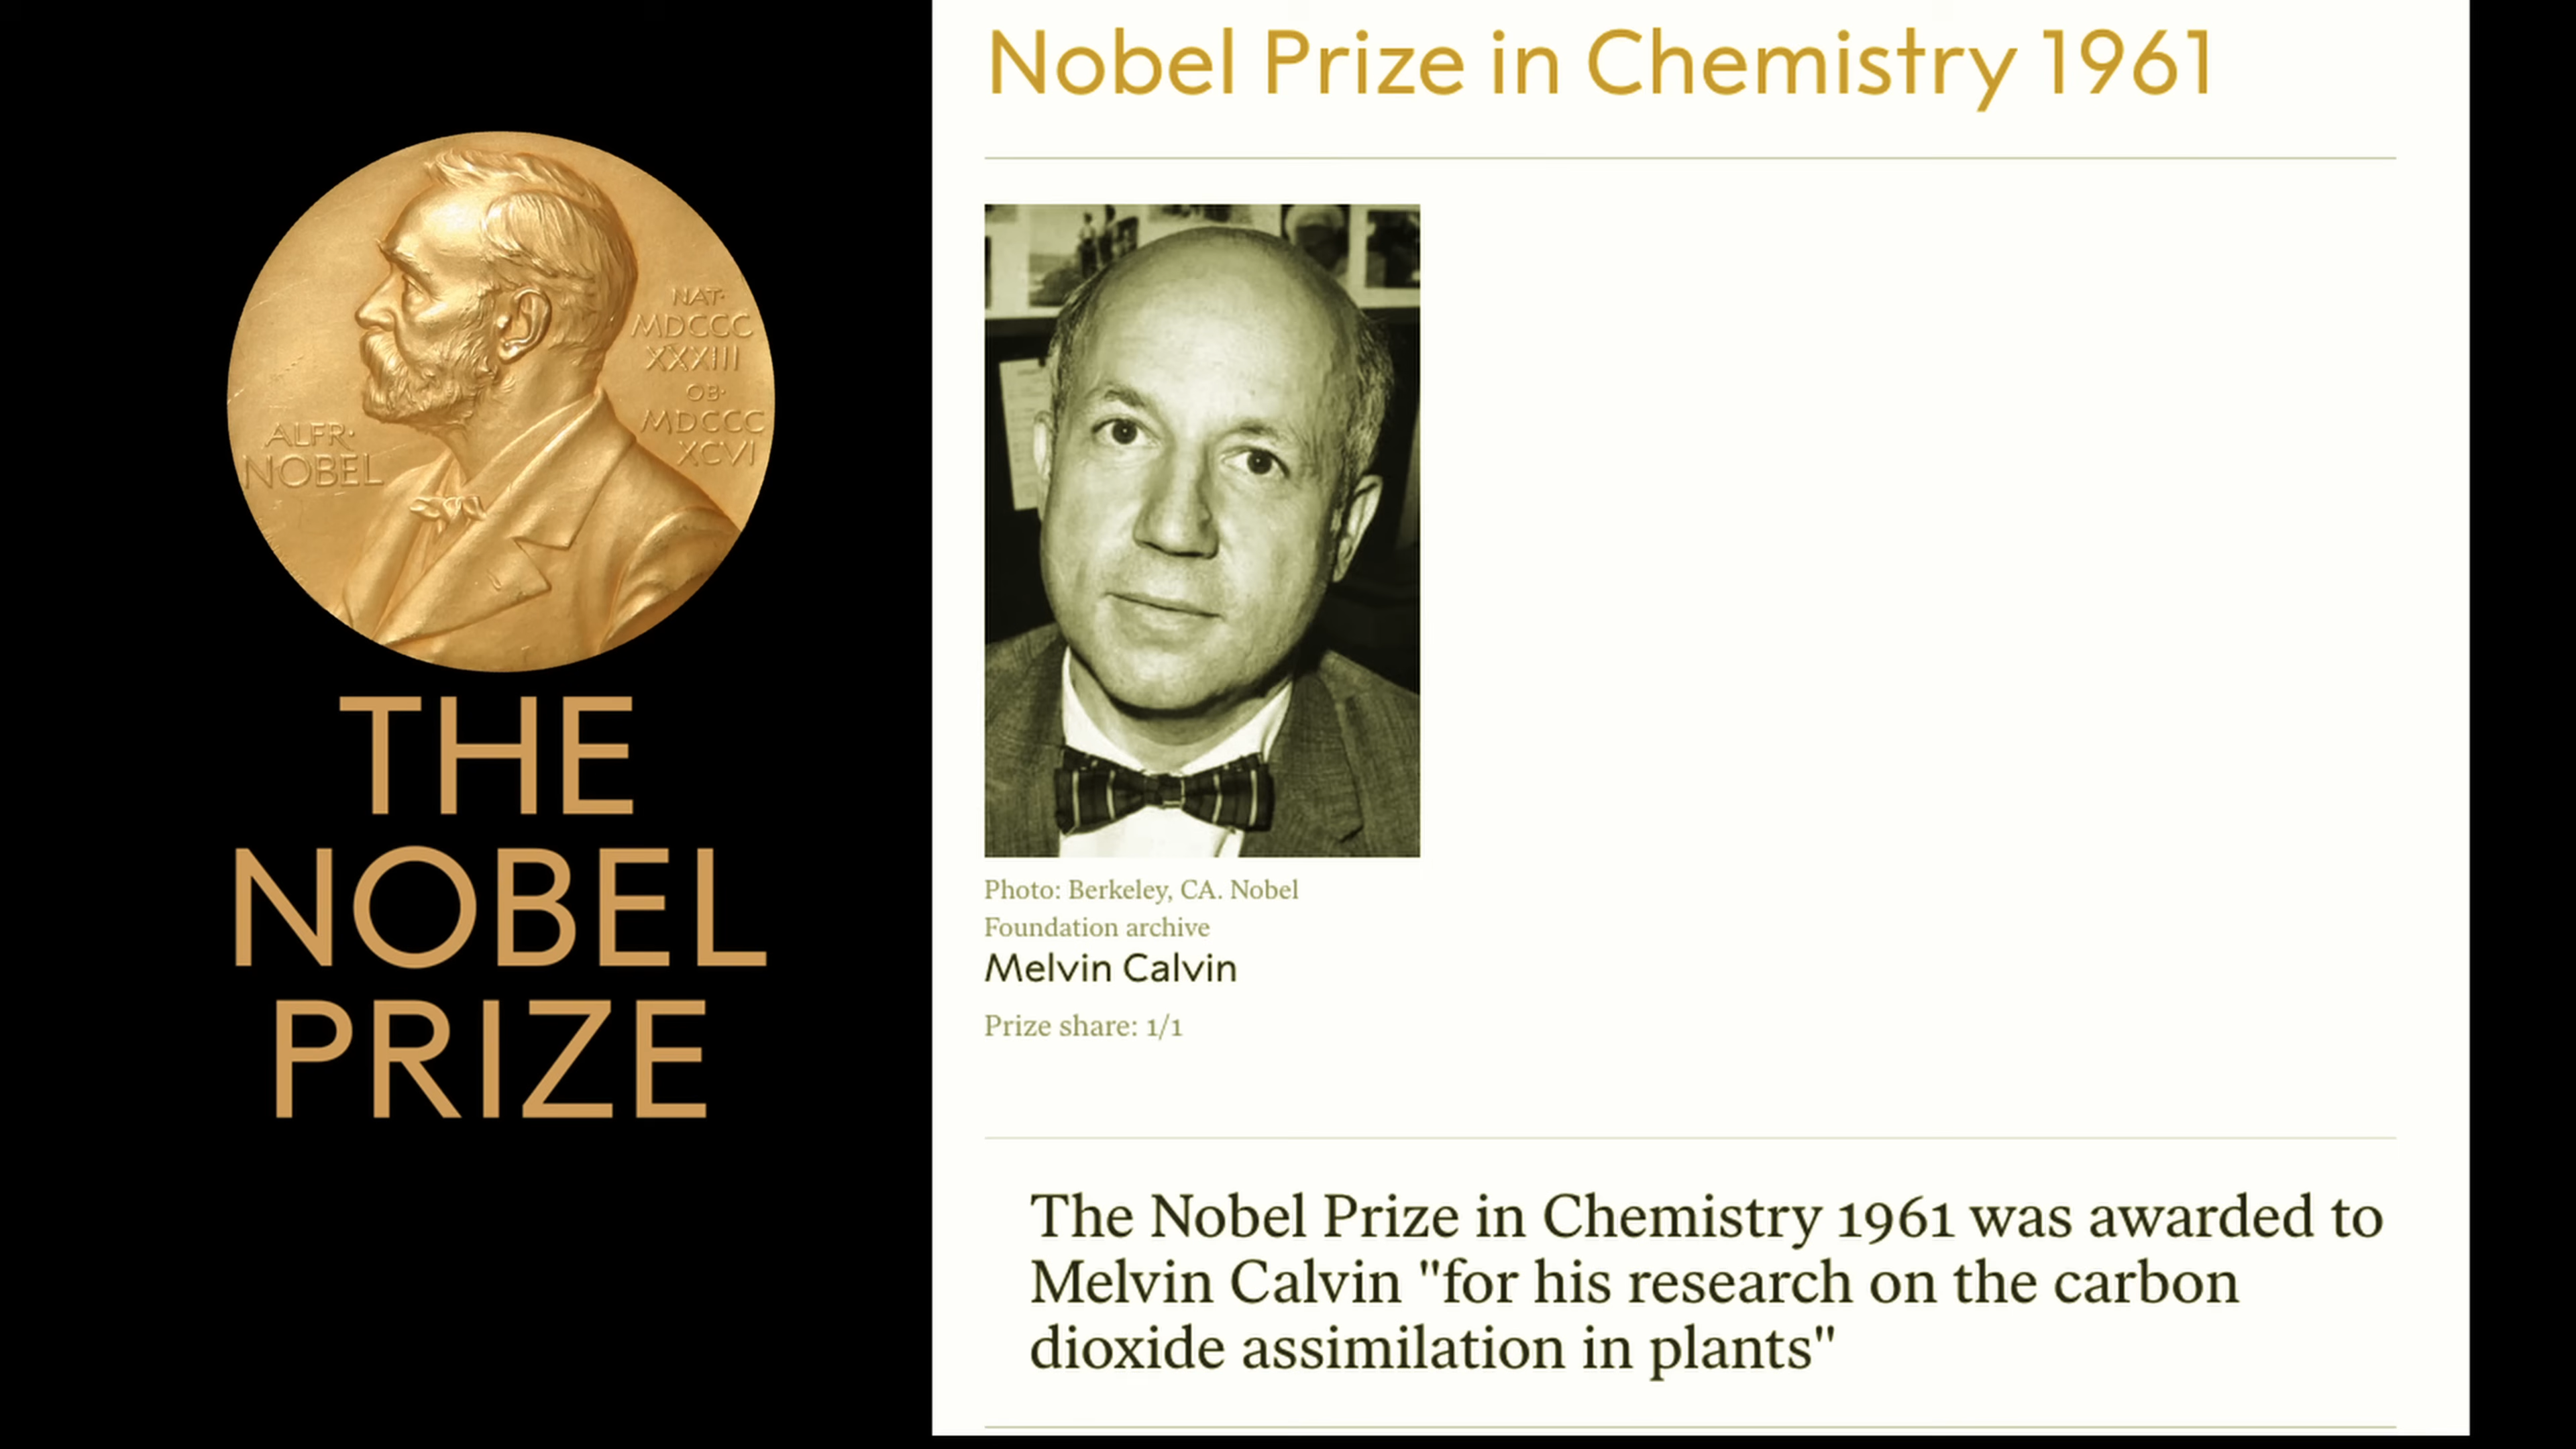 ALFR·
NOBEL
NAT·
MDCCC
XXXIII
OB·
MDCCC
XCVI
THE
NOBEL
PRIZE
Nobel Prize in Chemistry 1961
Photo: Berkeley, CA. Nobel
Foundation archive
Melvin Calvin
Prize share: 1/1
The Nobel Prize in Chemistry 1961 was awarded to
Melvin Calvin "for his research on the carbon
dioxide assimilation in plants"